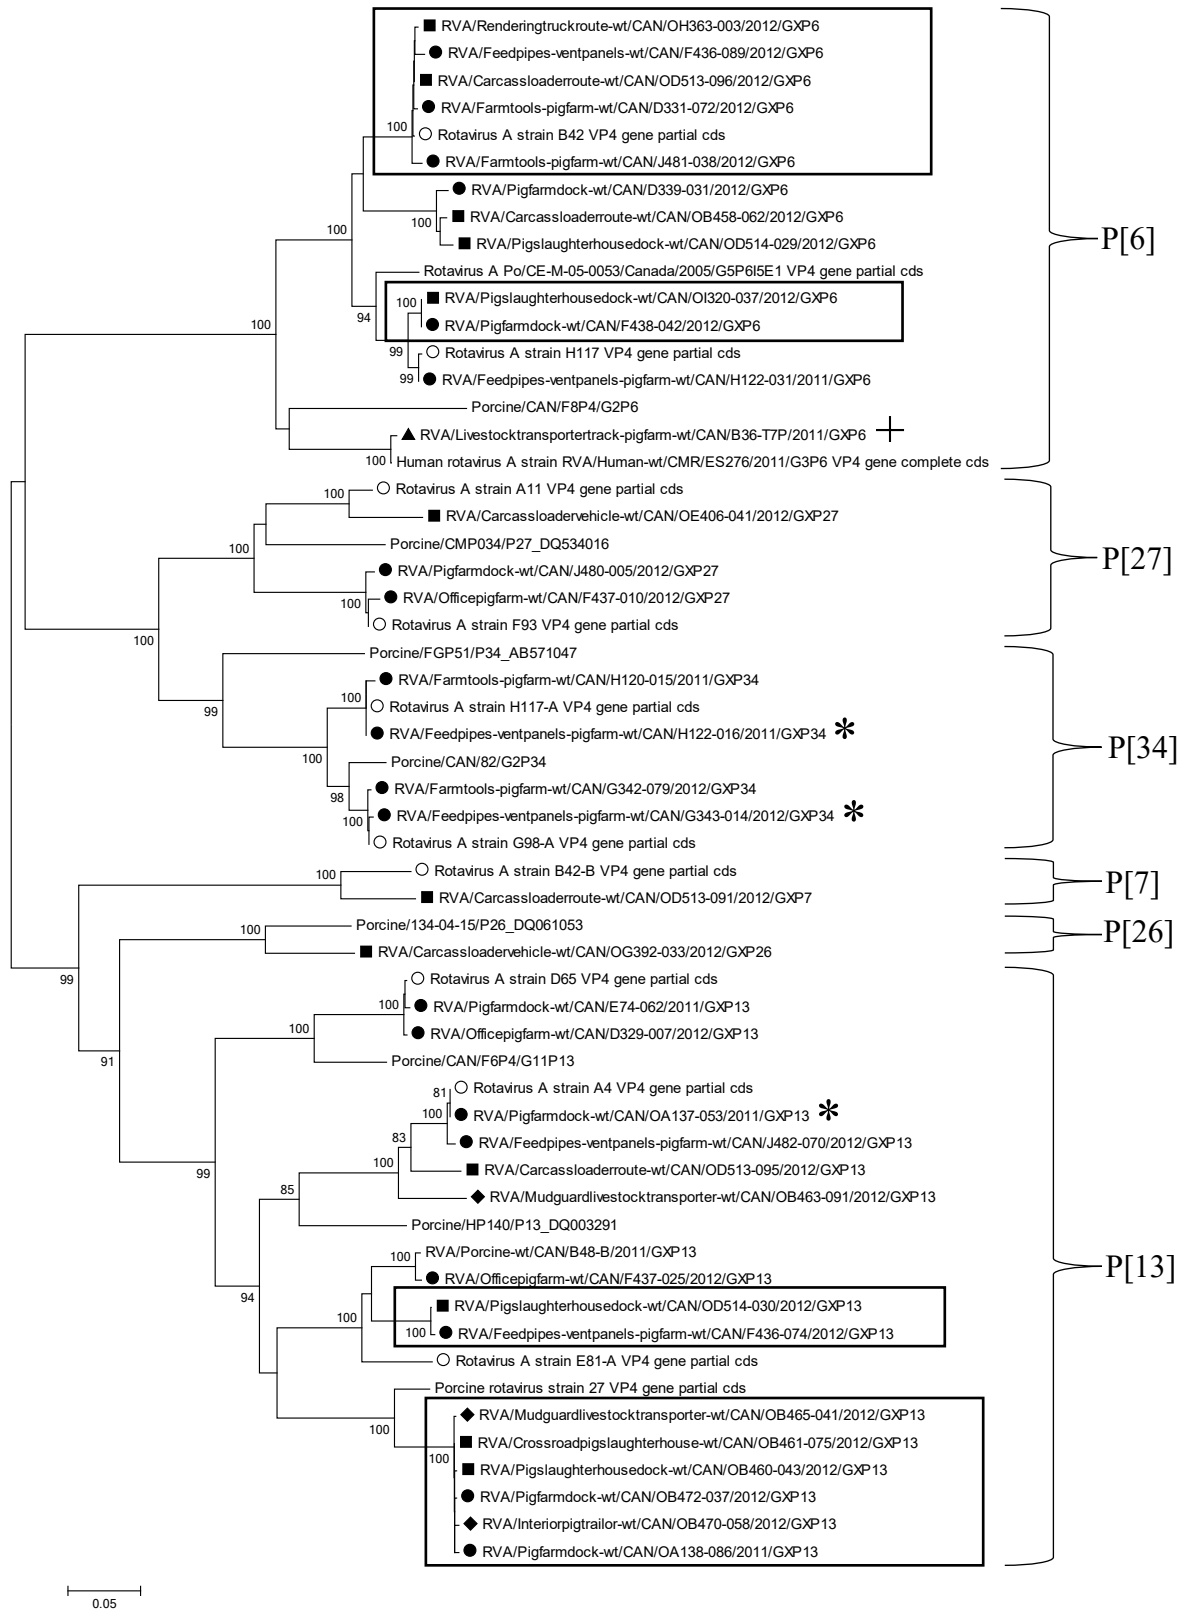 RVA/Renderingtruckroute-wt/CAN/OH363-003/2012/GXP6
RVA/Feedpipes-ventpanels-wt/CAN/F436-089/2012/GXP6
RVA/Carcassloaderroute-wt/CAN/OD513-096/2012/GXP6
RVA/Farmtools-pigfarm-wt/CAN/D331-072/2012/GXP6
100
Rotavirus A strain B42 VP4 gene partial cds
RVA/Farmtools-pigfarm-wt/CAN/J481-038/2012/GXP6
RVA/Pigfarmdock-wt/CAN/D339-031/2012/GXP6
100
RVA/Carcassloaderroute-wt/CAN/OB458-062/2012/GXP6
100
P[6]
RVA/Pigslaughterhousedock-wt/CAN/OD514-029/2012/GXP6
Rotavirus A Po/CE-M-05-0053/Canada/2005/G5P6I5E1 VP4 gene partial cds
100
RVA/Pigslaughterhousedock-wt/CAN/OI320-037/2012/GXP6
94
100
RVA/Pigfarmdock-wt/CAN/F438-042/2012/GXP6
99
Rotavirus A strain H117 VP4 gene partial cds
99
RVA/Feedpipes-ventpanels-pigfarm-wt/CAN/H122-031/2011/GXP6
Porcine/CAN/F8P4/G2P6
RVA/Livestocktransportertrack-pigfarm-wt/CAN/B36-T7P/2011/GXP6
100
Human rotavirus A strain RVA/Human-wt/CMR/ES276/2011/G3P6 VP4 gene complete cds
100
Rotavirus A strain A11 VP4 gene partial cds
RVA/Carcassloadervehicle-wt/CAN/OE406-041/2012/GXP27
100
Porcine/CMP034/P27_DQ534016
P[27]
RVA/Pigfarmdock-wt/CAN/J480-005/2012/GXP27
100
RVA/Officepigfarm-wt/CAN/F437-010/2012/GXP27
Rotavirus A strain F93 VP4 gene partial cds
100
Porcine/FGP51/P34_AB571047
RVA/Farmtools-pigfarm-wt/CAN/H120-015/2011/GXP34
100
Rotavirus A strain H117-A VP4 gene partial cds
99
RVA/Feedpipes-ventpanels-pigfarm-wt/CAN/H122-016/2011/GXP34 *
P[34]
100
Porcine/CAN/82/G2P34
RVA/Farmtools-pigfarm-wt/CAN/G342-079/2012/GXP34
98
RVA/Feedpipes-ventpanels-pigfarm-wt/CAN/G343-014/2012/GXP34 *
100
Rotavirus A strain G98-A VP4 gene partial cds
100
Rotavirus A strain B42-B VP4 gene partial cds
P[7]
RVA/Carcassloaderroute-wt/CAN/OD513-091/2012/GXP7
100
Porcine/134-04-15/P26_DQ061053
P[26]
RVA/Carcassloadervehicle-wt/CAN/OG392-033/2012/GXP26
99
Rotavirus A strain D65 VP4 gene partial cds
100
RVA/Pigfarmdock-wt/CAN/E74-062/2011/GXP13
100
RVA/Officepigfarm-wt/CAN/D329-007/2012/GXP13
91
Porcine/CAN/F6P4/G11P13
81
Rotavirus A strain A4 VP4 gene partial cds
100
RVA/Pigfarmdock-wt/CAN/OA137-053/2011/GXP13 *
83
RVA/Feedpipes-ventpanels-pigfarm-wt/CAN/J482-070/2012/GXP13
100
RVA/Carcassloaderroute-wt/CAN/OD513-095/2012/GXP13
99
85
RVA/Mudguardlivestocktransporter-wt/CAN/OB463-091/2012/GXP13
Porcine/HP140/P13_DQ003291
100
RVA/Porcine-wt/CAN/B48-B/2011/GXP13
P[13]
RVA/Officepigfarm-wt/CAN/F437-025/2012/GXP13
94
RVA/Pigslaughterhousedock-wt/CAN/OD514-030/2012/GXP13
100
100
RVA/Feedpipes-ventpanels-pigfarm-wt/CAN/F436-074/2012/GXP13
Rotavirus A strain E81-A VP4 gene partial cds
Porcine rotavirus strain 27 VP4 gene partial cds
RVA/Mudguardlivestocktransporter-wt/CAN/OB465-041/2012/GXP13
100
RVA/Crossroadpigslaughterhouse-wt/CAN/OB461-075/2012/GXP13
100
RVA/Pigslaughterhousedock-wt/CAN/OB460-043/2012/GXP13
RVA/Pigfarmdock-wt/CAN/OB472-037/2012/GXP13
RVA/Interiorpigtrailor-wt/CAN/OB470-058/2012/GXP13
RVA/Pigfarmdock-wt/CAN/OA138-086/2011/GXP13
0.05